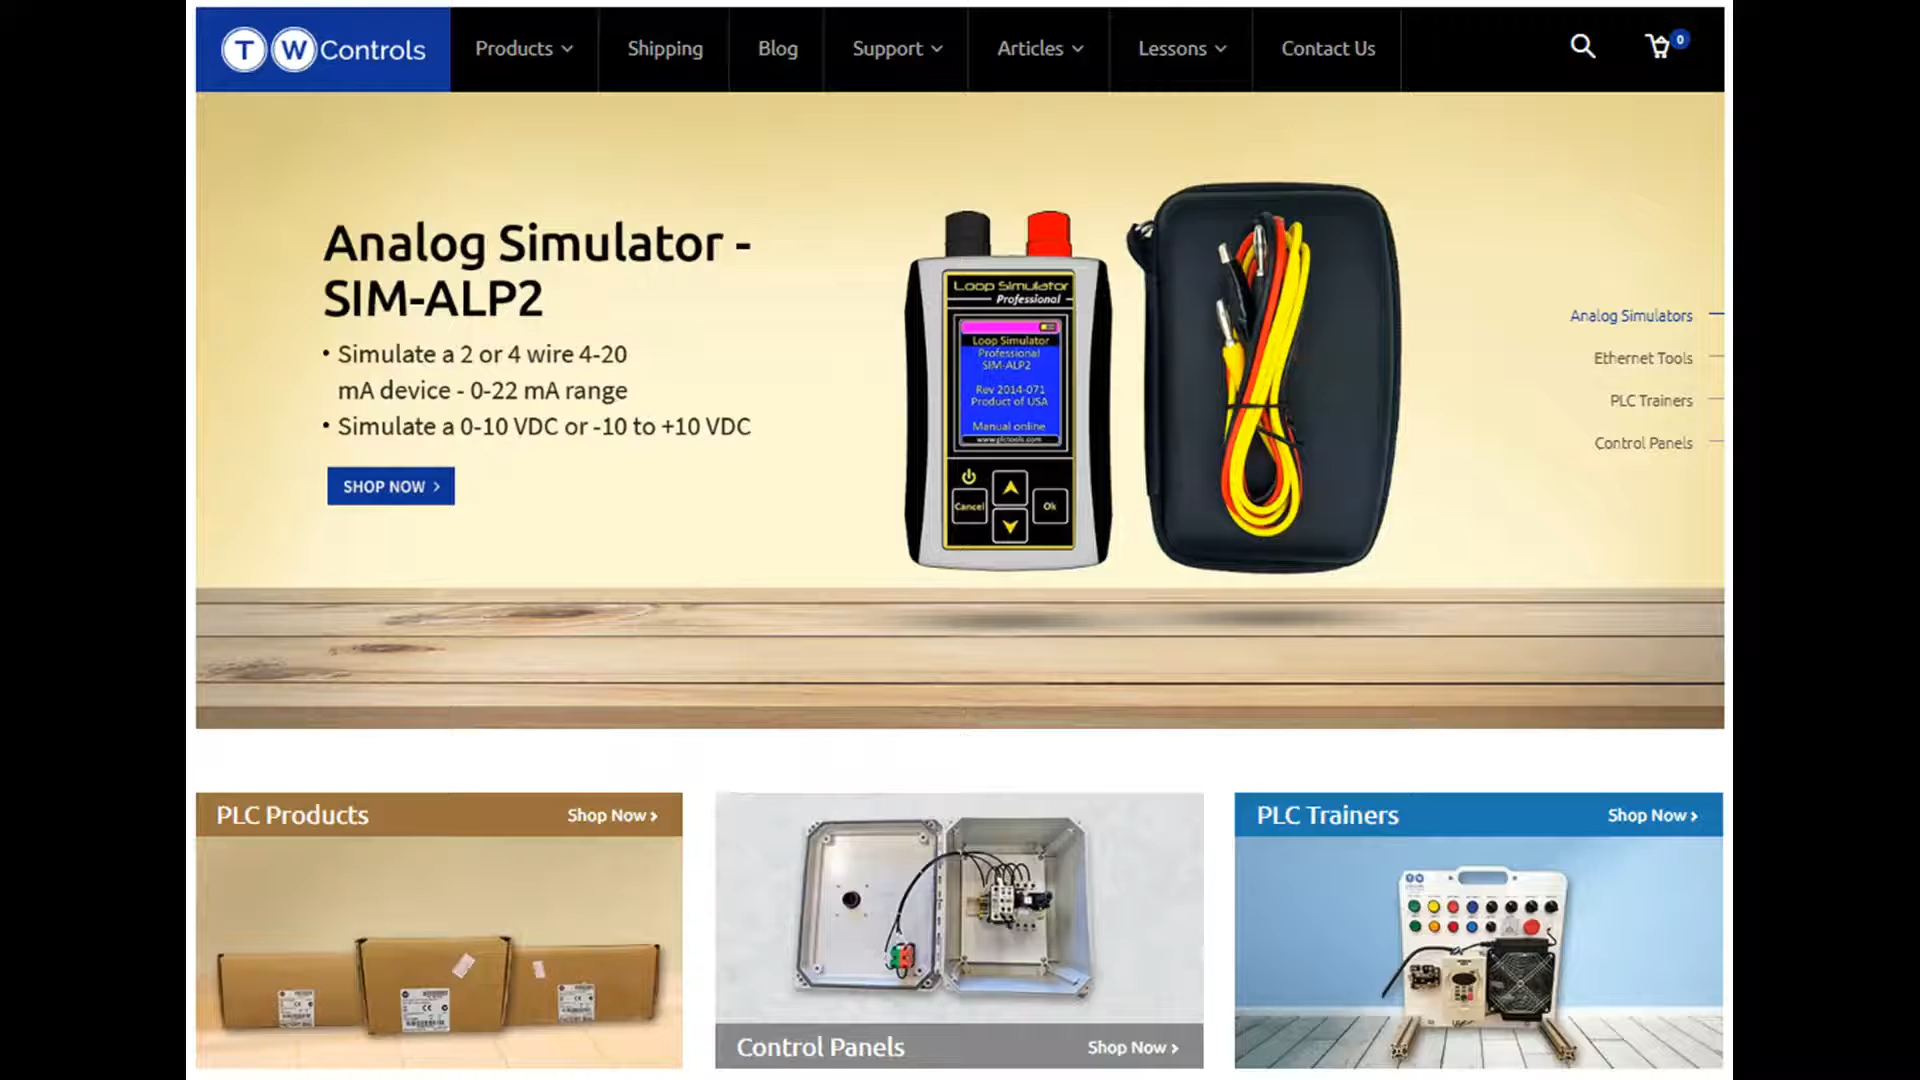 TW Controls
Products
Shipping
Blog
Support
Articles
Lessons
Contact Us
0
Analog Simulator -
SIM-ALP2
• Simulate a 2 or 4 wire 4-20
mA device - 0-22 mA range
• Simulate a 0-10 VDC or -10 to +10 VDC
SHOP NOW
Loop Simulator
Professional
Loop Simulator
Professional
SIM-ALP2
Rev 2014-071
Product of USA
Manual online
www.plctools.com
Cancel
Ok
Analog Simulators
Ethernet Tools
PLC Trainers
Control Panels
PLC Products
Shop Now
Control Panels
Shop Now
PLC Trainers
Shop Now